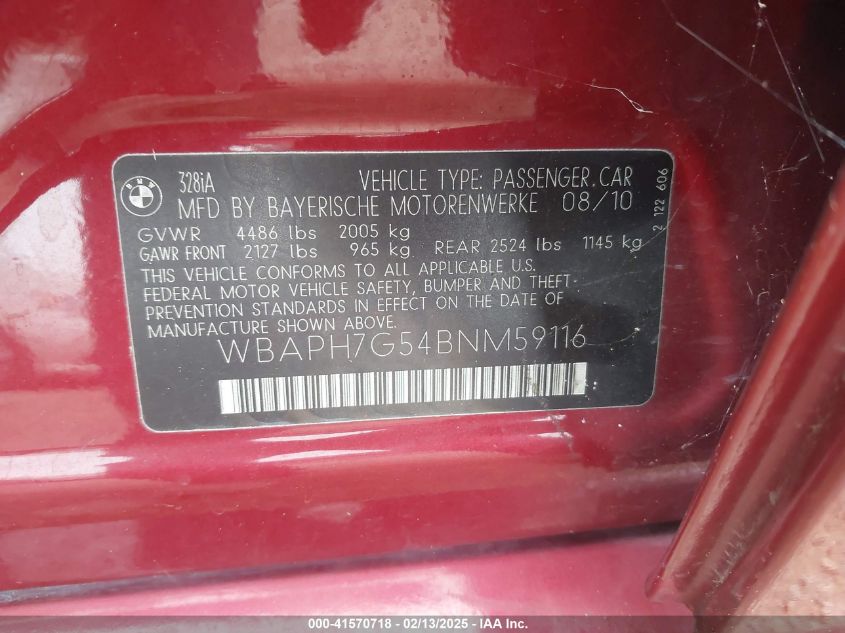 BMW
328iA VEHICLE TYPE: PASSENGER CAR
MFD BY BAYERISCHE MOTORENWERKE 08/10
GVWR 4486 lbs 2005 kg
GAWR FRONT 2127 lbs 965 kg REAR 2524 lbs 1145 kg
THIS VEHICLE CONFORMS TO ALL APPLICABLE U.S.
FEDERAL MOTOR VEHICLE SAFETY, BUMPER AND THEFT-
PREVENTION STANDARDS IN EFFECT ON THE DATE OF
MANUFACTURE SHOWN ABOVE.
WBAPH7G54BNM59116
2 122 606
000-41570718 - 02/13/2025 - IAA Inc.